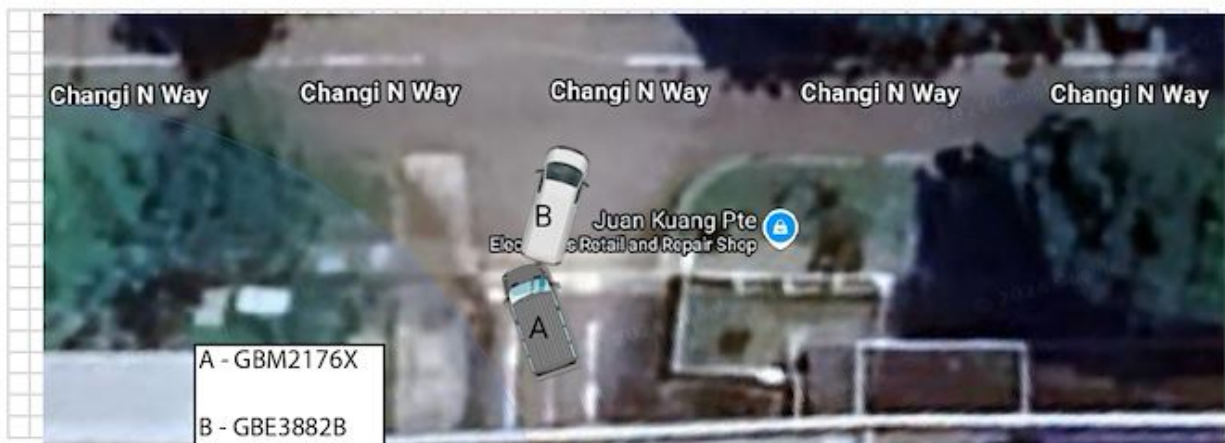 Changi N Way Changi N Way Changi N Way Changi N Way Changi N Way
B
Juan Kuang Pte
Elec s Retail and Repair Shop
A
A - GBM2176X
B - GBE3882B